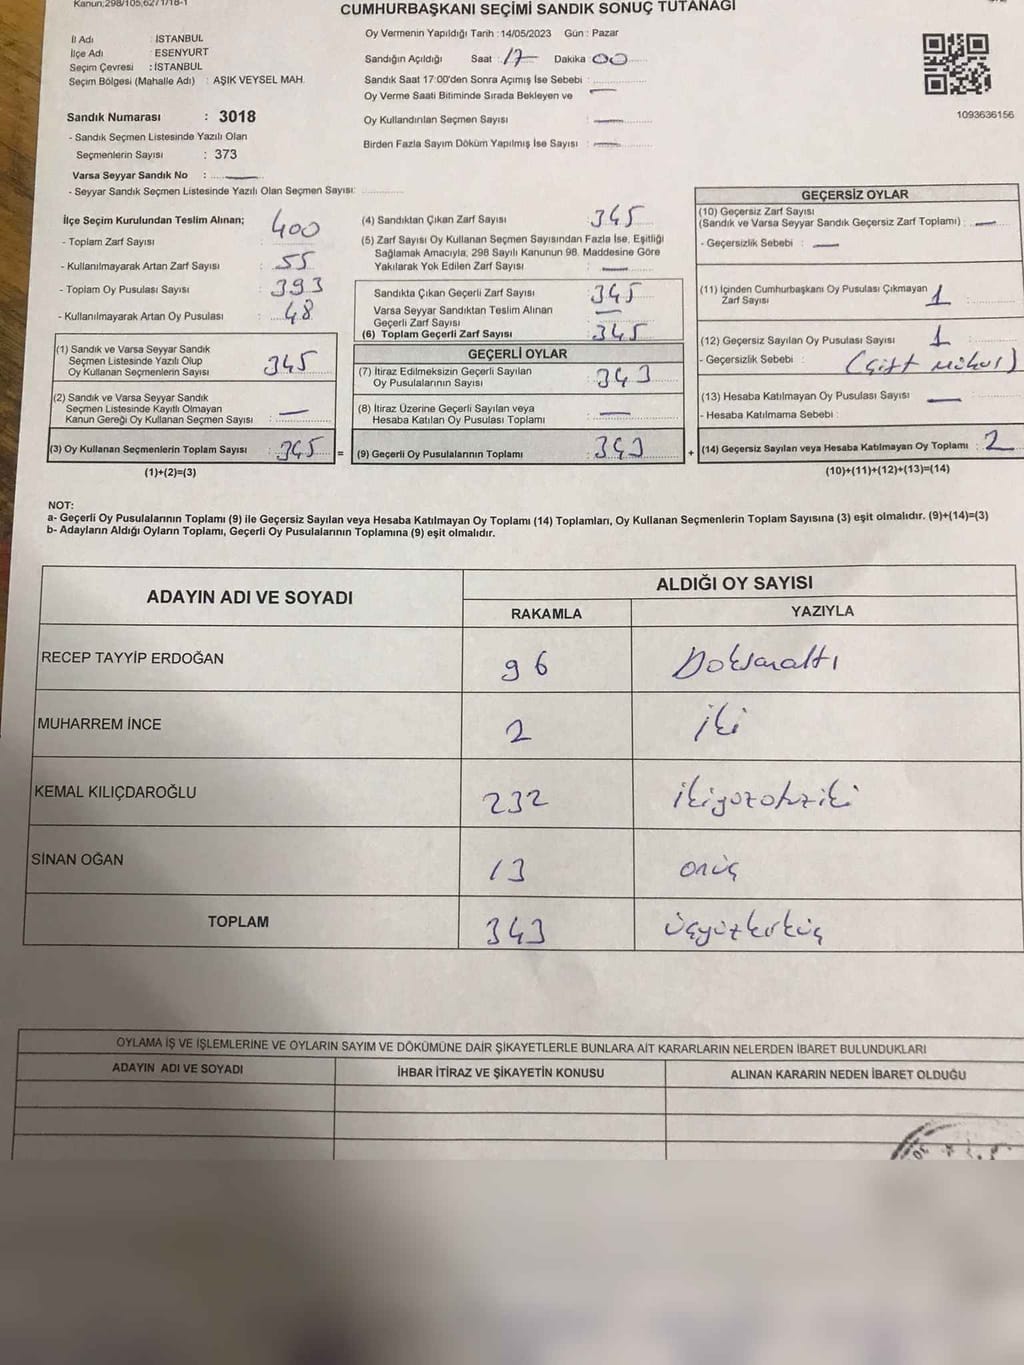 Kanun;298/105,627/1/18-1
CUMHURBAŞKANI SEÇİMİ SANDIK SONUÇ TUTANAĞI
İl Adı : İSTANBUL
İlçe Adı : ESENYURT
Seçim Çevresi : İSTANBUL
Seçim Bölgesi (Mahalle Adı) : AŞIK VEYSEL MAH.
Sandık Numarası : 3018
- Sandık Seçmen Listesinde Yazılı Olan
Seçmenlerin Sayısı : 373
Varsa Seyyar Sandık No : —
- Seyyar Sandık Seçmen Listesinde Yazılı Olan Seçmen Sayısı:
Oy Vermenin Yapıldığı Tarih : 14/05/2023 Gün : Pazar
Sandığın Açıldığı Saat : 17 Dakika 00
Sandık Saat 17:00'den Sonra Açımış İse Sebebi :
Oy Verme Saati Bitiminde Sırada Bekleyen ve —
Oy Kullandırılan Seçmen Sayısı : —
Birden Fazla Sayım Döküm Yapılmış İse Sayısı : —
1093636156
İlçe Seçim Kurulundan Teslim Alınan;
- Toplam Zarf Sayısı : 400
- Kullanılmayarak Artan Zarf Sayısı : 55
- Toplam Oy Pusulası Sayısı : 393
- Kullanılmayarak Artan Oy Pusulası : 48
(1) Sandık ve Varsa Seyyar Sandık
Seçmen Listesinde Yazılı Olup
Oy Kullanan Seçmenlerin Sayısı : 345
(2) Sandık ve Varsa Seyyar Sandık
Seçmen Listesinde Kayıtlı Olmayan
Kanun Gereği Oy Kullanan Seçmen Sayısı : —
(3) Oy Kullanan Seçmenlerin Toplam Sayısı : 345 =
(1)+(2)=(3)
(4) Sandıktan Çıkan Zarf Sayısı : 345
(5) Zarf Sayısı Oy Kullanan Seçmen Sayısından Fazla İse, Eşitliği
Sağlamak Amacıyla, 298 Sayılı Kanunun 98. Maddesine Göre
Yakılarak Yok Edilen Zarf Sayısı : —
Sandıkta Çıkan Geçerli Zarf Sayısı : 345
Varsa Seyyar Sandıktan Teslim Alınan
Geçerli Zarf Sayısı : —
(6) Toplam Geçerli Zarf Sayısı : 345
GEÇERLİ OYLAR
(7) İtiraz Edilmeksizin Geçerli Sayılan
Oy Pusulalarının Sayısı : 343
(8) İtiraz Üzerine Geçerli Sayılan veya
Hesaba Katılan Oy Pusulası Toplamı : —
(9) Geçerli Oy Pusulalarının Toplamı : 343 +
GEÇERSİZ OYLAR
(10) Geçersiz Zarf Sayısı
(Sandık ve Varsa Seyyar Sandık Geçersiz Zarf Toplamı) : —
- Geçersizlik Sebebi : —
(11) İçinden Cumhurbaşkanı Oy Pusulası Çıkmayan
Zarf Sayısı : 1
(12) Geçersiz Sayılan Oy Pusulası Sayısı : 1
- Geçersizlik Sebebi : (Çift mühür)
(13) Hesaba Katılmayan Oy Pusulası Sayısı : —
- Hesaba Katılmama Sebebi :
(14) Geçersiz Sayılan veya Hesaba Katılmayan Oy Toplamı : 2
(10)+(11)+(12)+(13)=(14)
NOT:
a- Geçerli Oy Pusulalarının Toplamı (9) ile Geçersiz Sayılan veya Hesaba Katılmayan Oy Toplamı (14) Toplamları, Oy Kullanan Seçmenlerin Toplam Sayısına (3) eşit olmalıdır. (9)+(14)=(3)
b- Adayların Aldığı Oyların Toplamı, Geçerli Oy Pusulalarının Toplamına (9) eşit olmalıdır.
ADAYIN ADI VE SOYADI
ALDIĞI OY SAYISI
RAKAMLA YAZIYLA
RECEP TAYYİP ERDOĞAN 96 Doksanaltı
MUHARREM İNCE 2 iki
KEMAL KILIÇDAROĞLU 232 ikiyüzotuziki
SİNAN OĞAN 13 onüç
TOPLAM 343 üçyüzkırküç
OYLAMA İŞ VE İŞLEMLERİNE VE OYLARIN SAYIM VE DÖKÜMÜNE DAİR ŞİKAYETLERLE BUNLARA AİT KARARLARIN NELERDEN İBARET BULUNDUKLARI
ADAYIN ADI VE SOYADI İHBAR İTİRAZ VE ŞİKAYETİN KONUSU ALINAN KARARIN NEDEN İBARET OLDUĞU